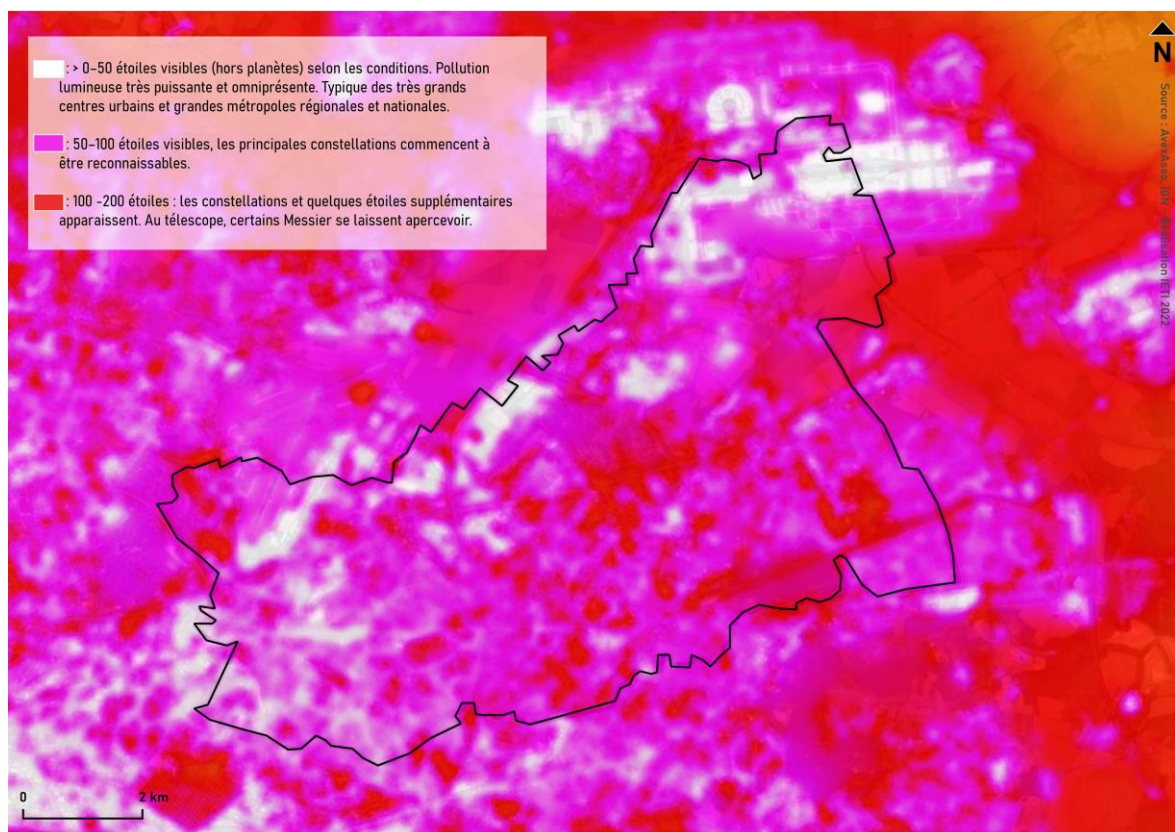 : > 0-50 étoiles visibles (hors planètes) selon les conditions. Pollution
lumineuse très puissante et omniprésente. Typique des très grands
centres urbains et grandes métropoles régionales et nationales.
: 50-100 étoiles visibles, les principales constellations commencent à
être reconnaissables.
: 100 -200 étoiles : les constellations et quelques étoiles supplémentaires
apparaissent. Au télescope, certains Messier se laissent apercevoir.
N
Source : AvexAsso, IGN - Réalisation IETI 2022
0 2 km